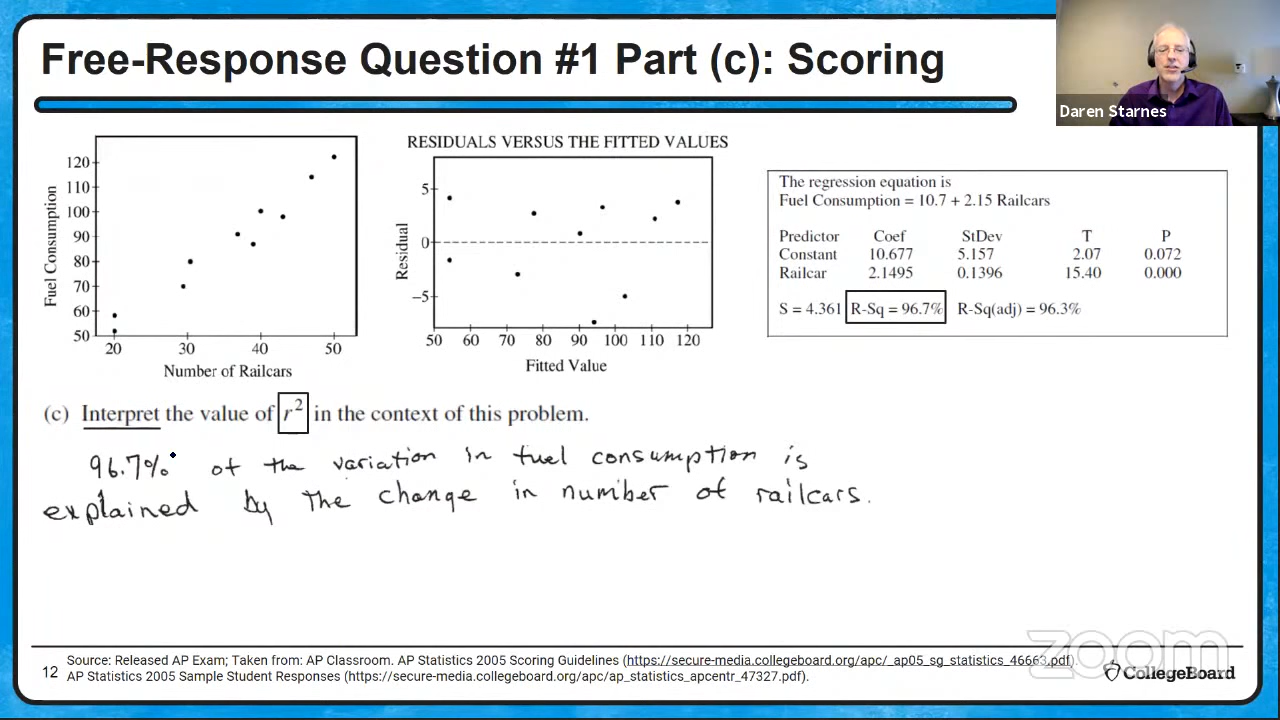 Free-Response Question #1 Part (c): Scoring
Daren Starnes
120
110
100
90
80
70
60
50
Fuel Consumption
20 30 40 50
Number of Railcars
RESIDUALS VERSUS THE FITTED VALUES
5
0
−5
Residual
50 60 70 80 90 100 110 120
Fitted Value
The regression equation is
Fuel Consumption = 10.7 + 2.15 Railcars
Predictor Coef StDev T P
Constant 10.677 5.157 2.07 0.072
Railcar 2.1495 0.1396 15.40 0.000
S = 4.361 R-Sq = 96.7% R-Sq(adj) = 96.3%
(c) Interpret the value of r² in the context of this problem.
96.7% of the variation in fuel consumption is
explained by the change in number of railcars.
zoom
12
Source: Released AP Exam; Taken from: AP Classroom. AP Statistics 2005 Scoring Guidelines (https://secure-media.collegeboard.org/apc/_ap05_sg_statistics_46663.pdf).
AP Statistics 2005 Sample Student Responses (https://secure-media.collegeboard.org/apc/ap_statistics_apcentr_47327.pdf).
CollegeBoard